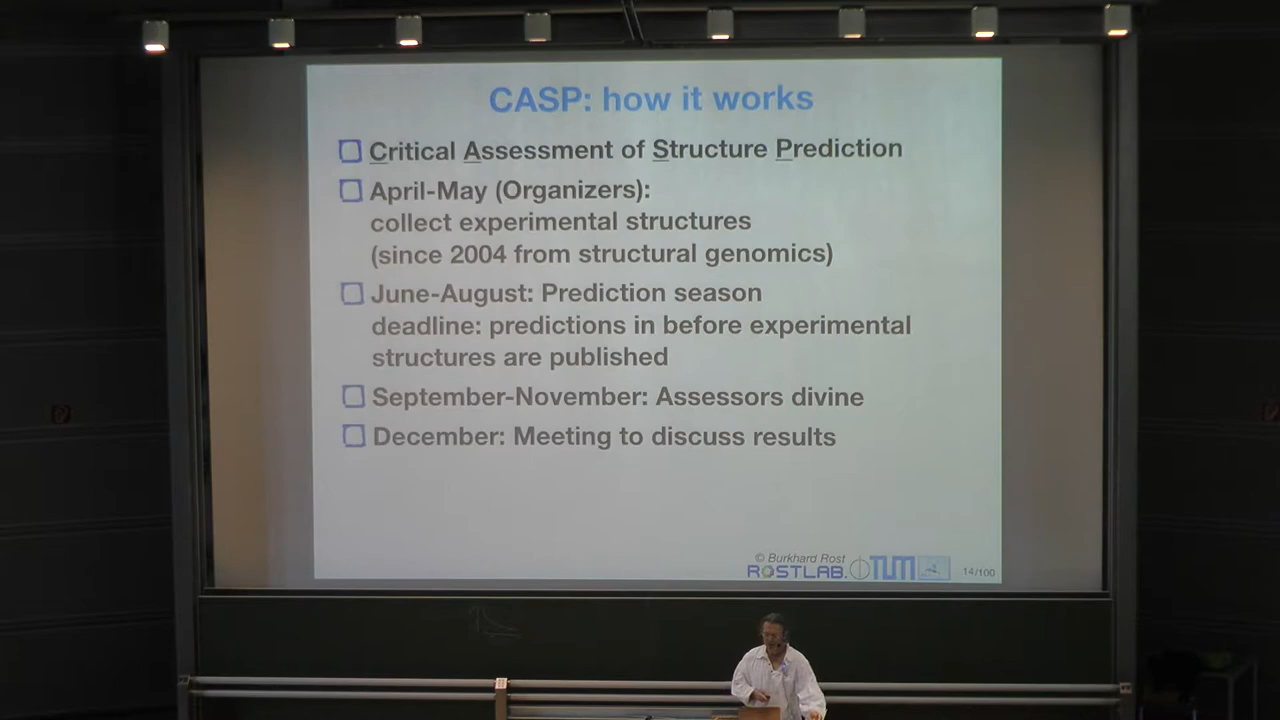 CASP: how it works
Critical Assessment of Structure Prediction
April-May (Organizers):
collect experimental structures
(since 2004 from structural genomics)
June-August: Prediction season
deadline: predictions in before experimental
structures are published
September-November: Assessors divine
December: Meeting to discuss results
© Burkhard Rost
ROSTLAB. TUM
14/100